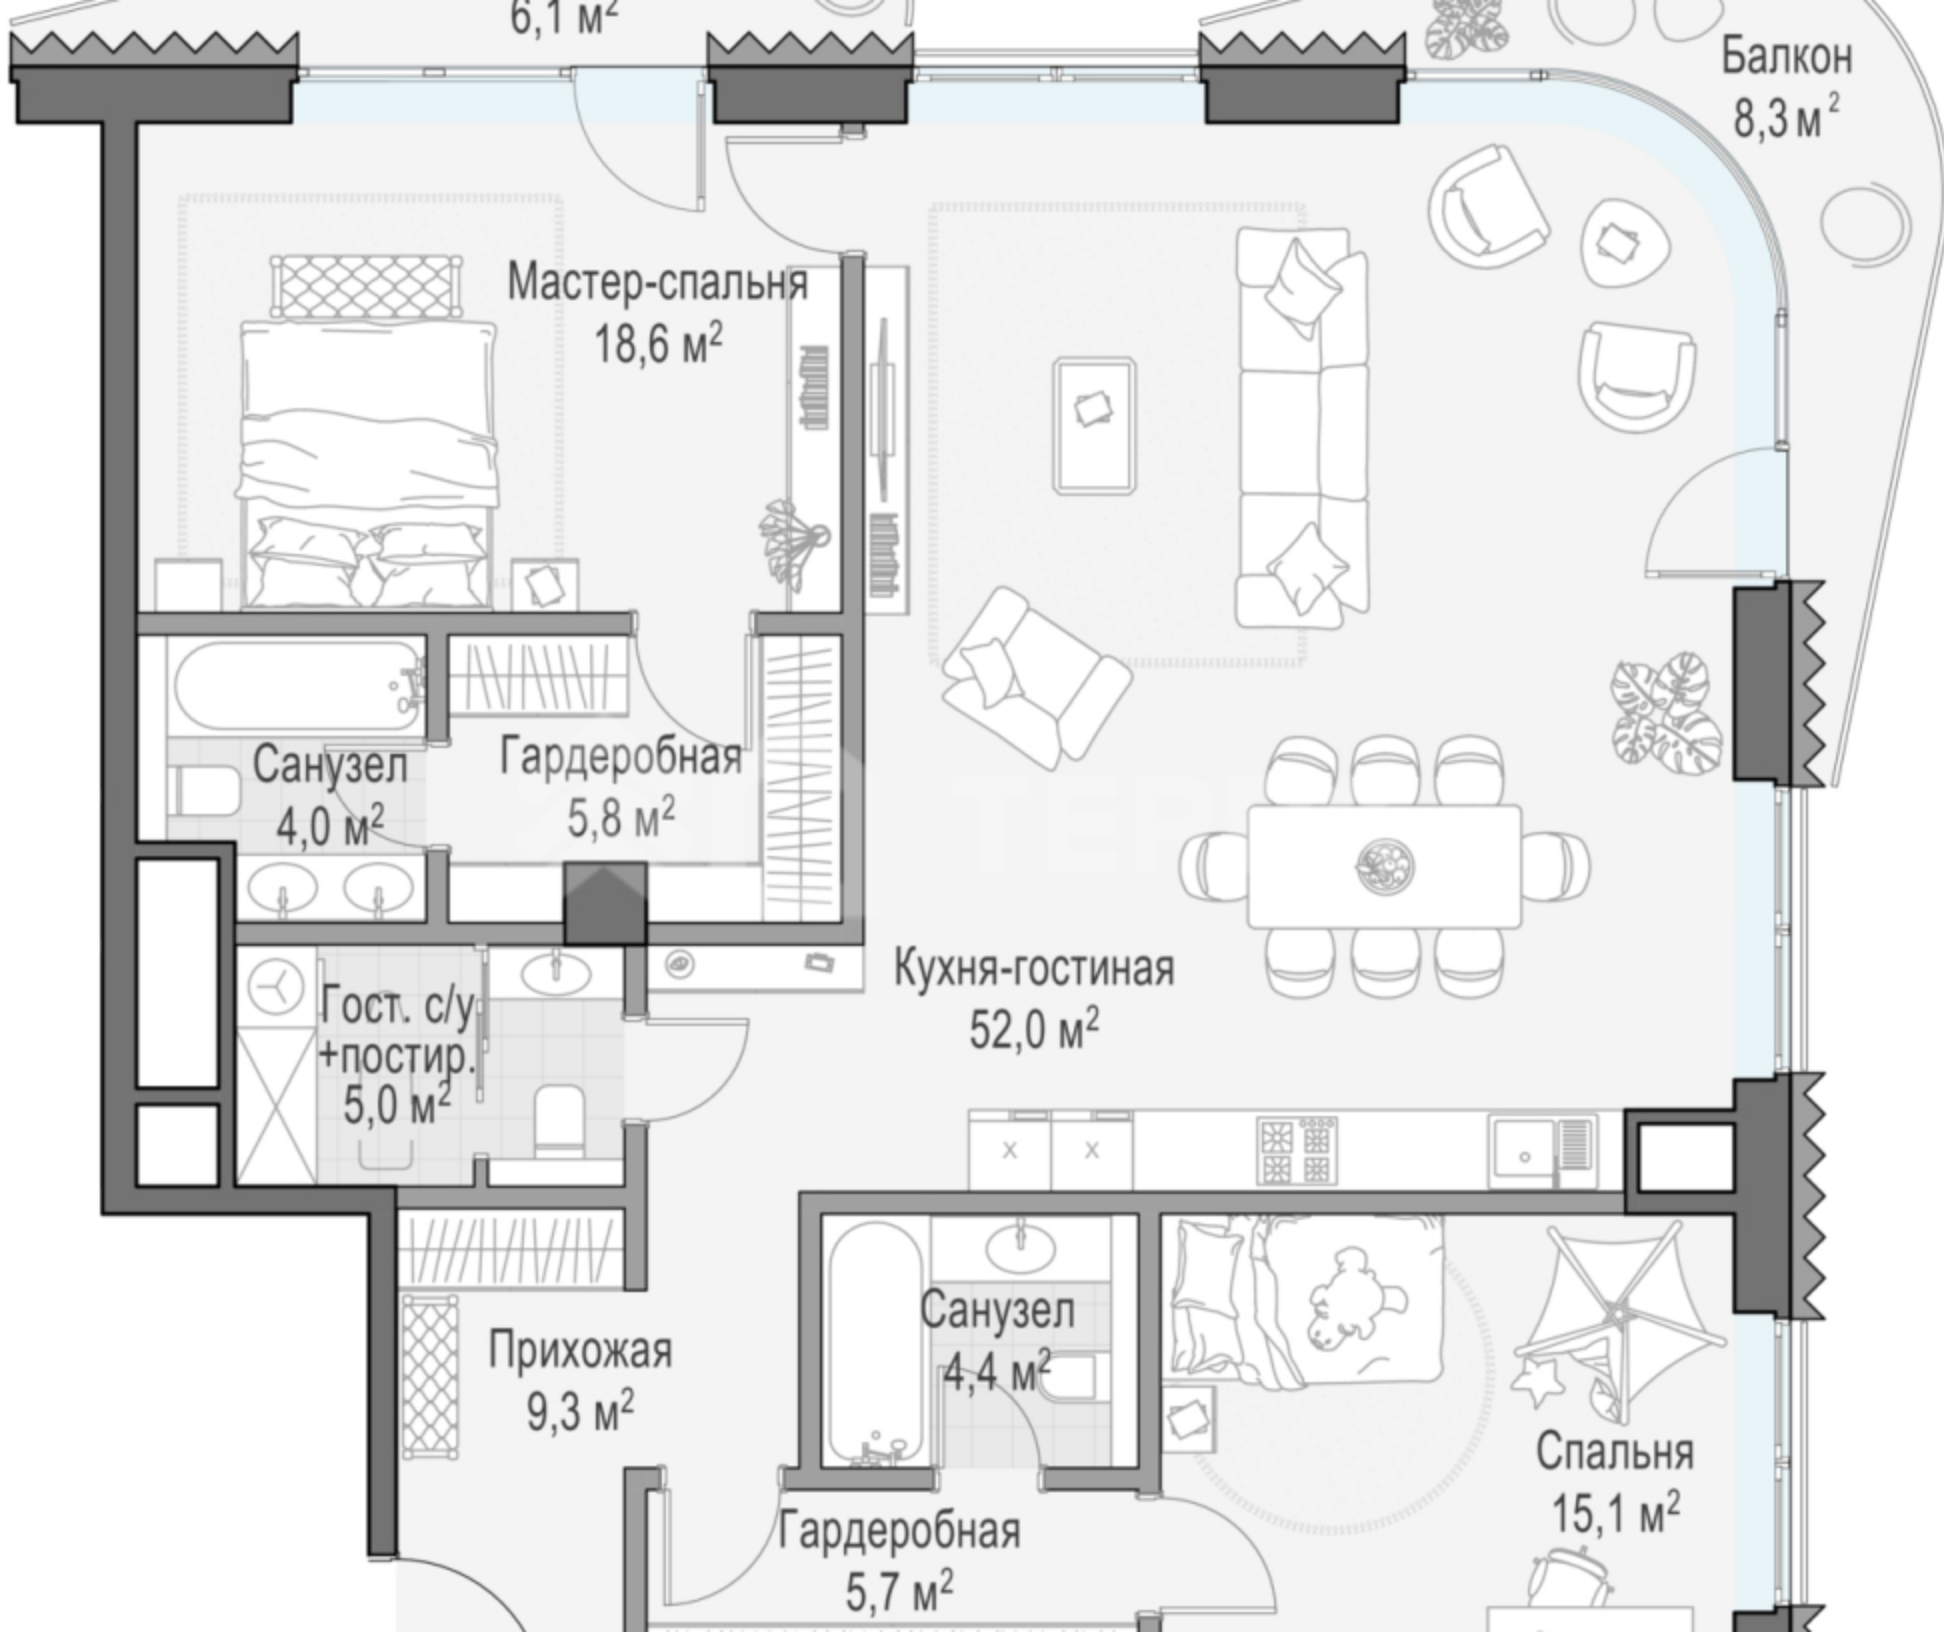 6,1 м²
Балкон
8,3 м²
Мастер-спальня
18,6 м²
Санузел
4,0 м²
Гардеробная
5,8 м²
Кухня-гостиная
52,0 м²
Гост. с/у
+постир.
5,0 м²
Прихожая
9,3 м²
Санузел
4,4 м²
Спальня
15,1 м²
Гардеробная
5,7 м²